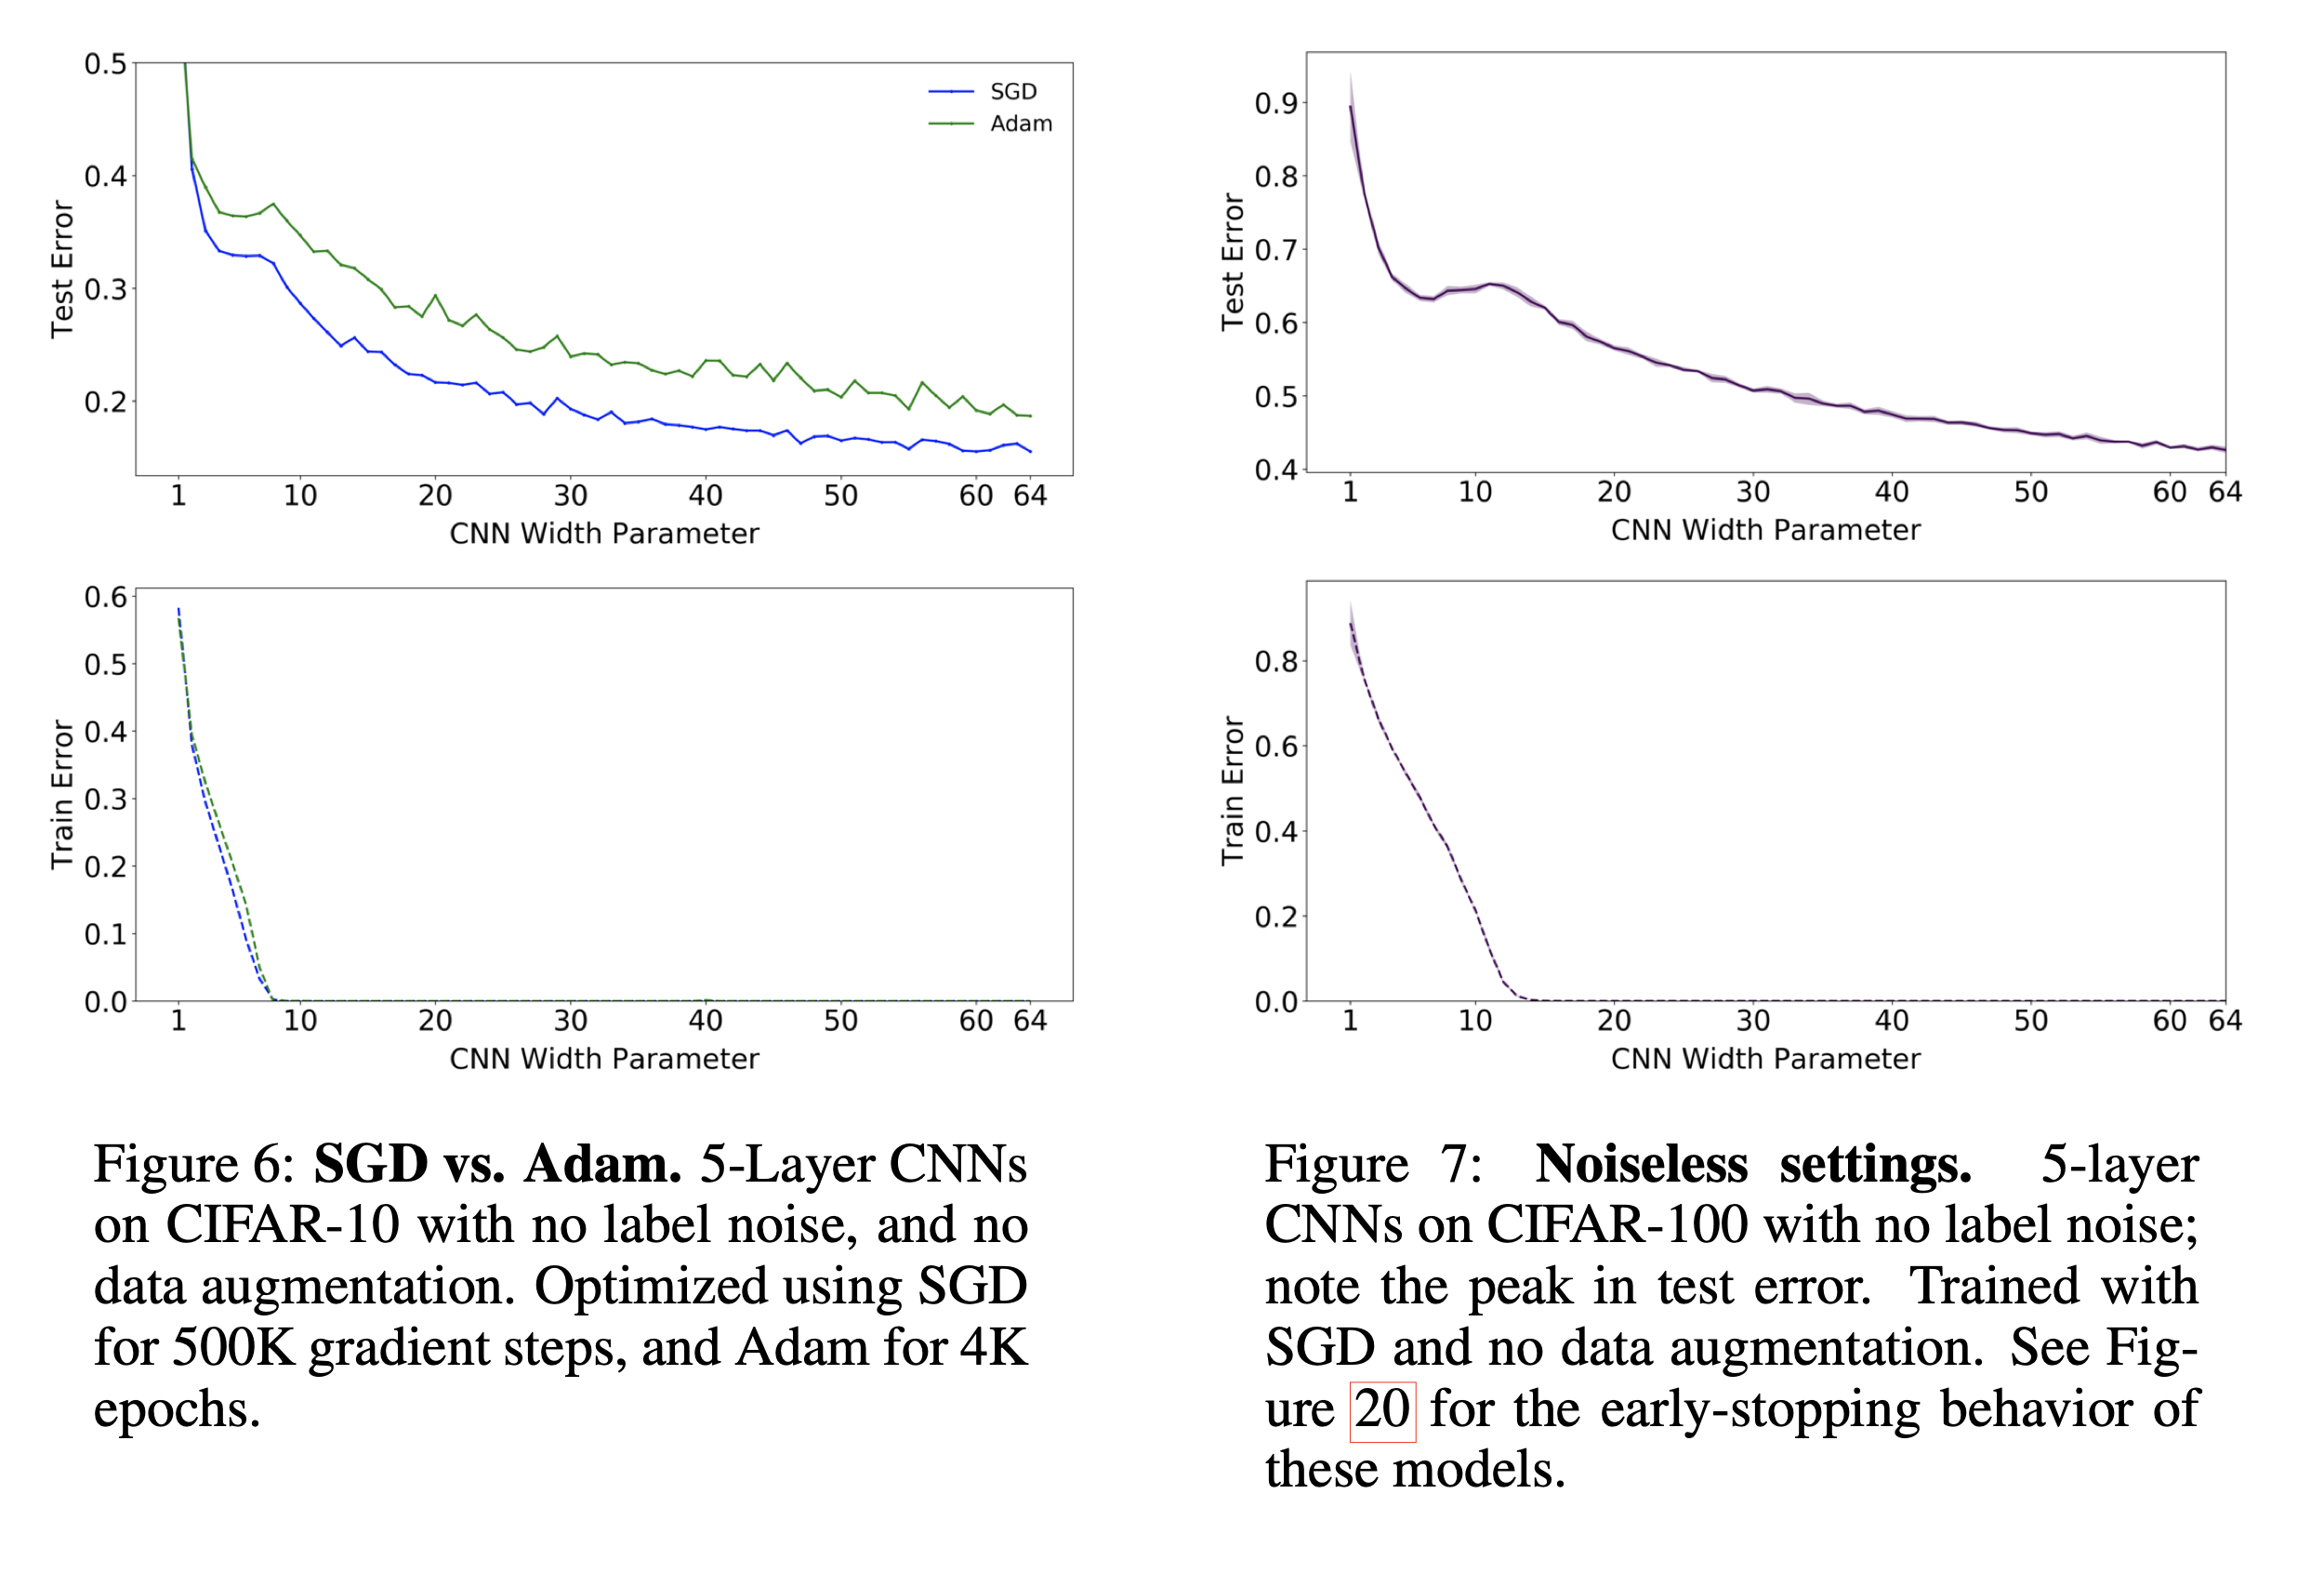 0.5
0.4
0.3
0.2
Test Error
SGD
Adam
1 10 20 30 40 50 60 64
CNN Width Parameter
0.6
0.5
0.4
0.3
0.2
0.1
0.0
Train Error
1 10 20 30 40 50 60 64
CNN Width Parameter
Figure 6: SGD vs. Adam. 5-Layer CNNs
on CIFAR-10 with no label noise, and no
data augmentation. Optimized using SGD
for 500K gradient steps, and Adam for 4K
epochs.
0.9
0.8
0.7
0.6
0.5
0.4
Test Error
1 10 20 30 40 50 60 64
CNN Width Parameter
0.8
0.6
0.4
0.2
0.0
Train Error
1 10 20 30 40 50 60 64
CNN Width Parameter
Figure 7: Noiseless settings. 5-layer
CNNs on CIFAR-100 with no label noise;
note the peak in test error. Trained with
SGD and no data augmentation. See Fig-
ure 20 for the early-stopping behavior of
these models.